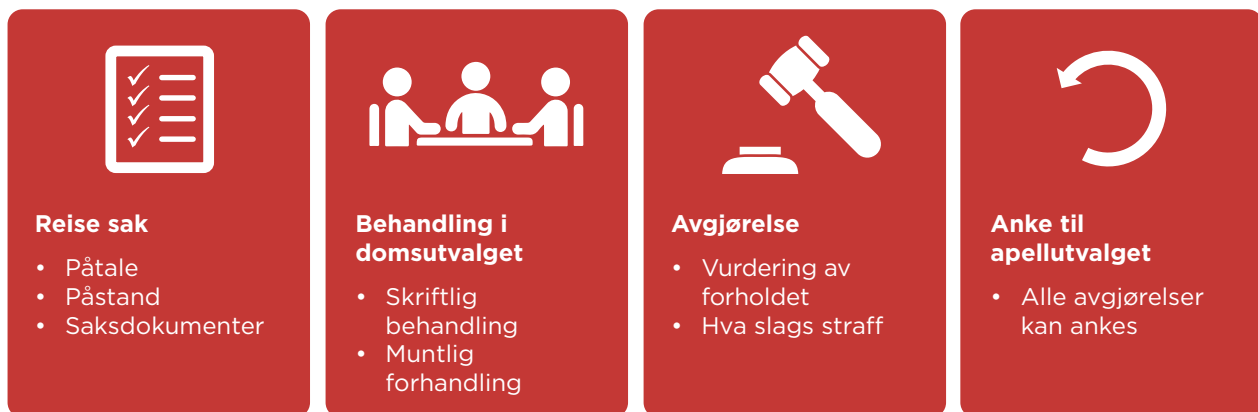 Reise sak
• Påtale
• Påstand
• Saksdokumenter
Behandling i
domsutvalget
• Skriftlig
behandling
• Muntlig
forhandling
Avgjørelse
• Vurdering av
forholdet
• Hva slags straff
Anke til
apellutvalget
• Alle avgjørelser
kan ankes